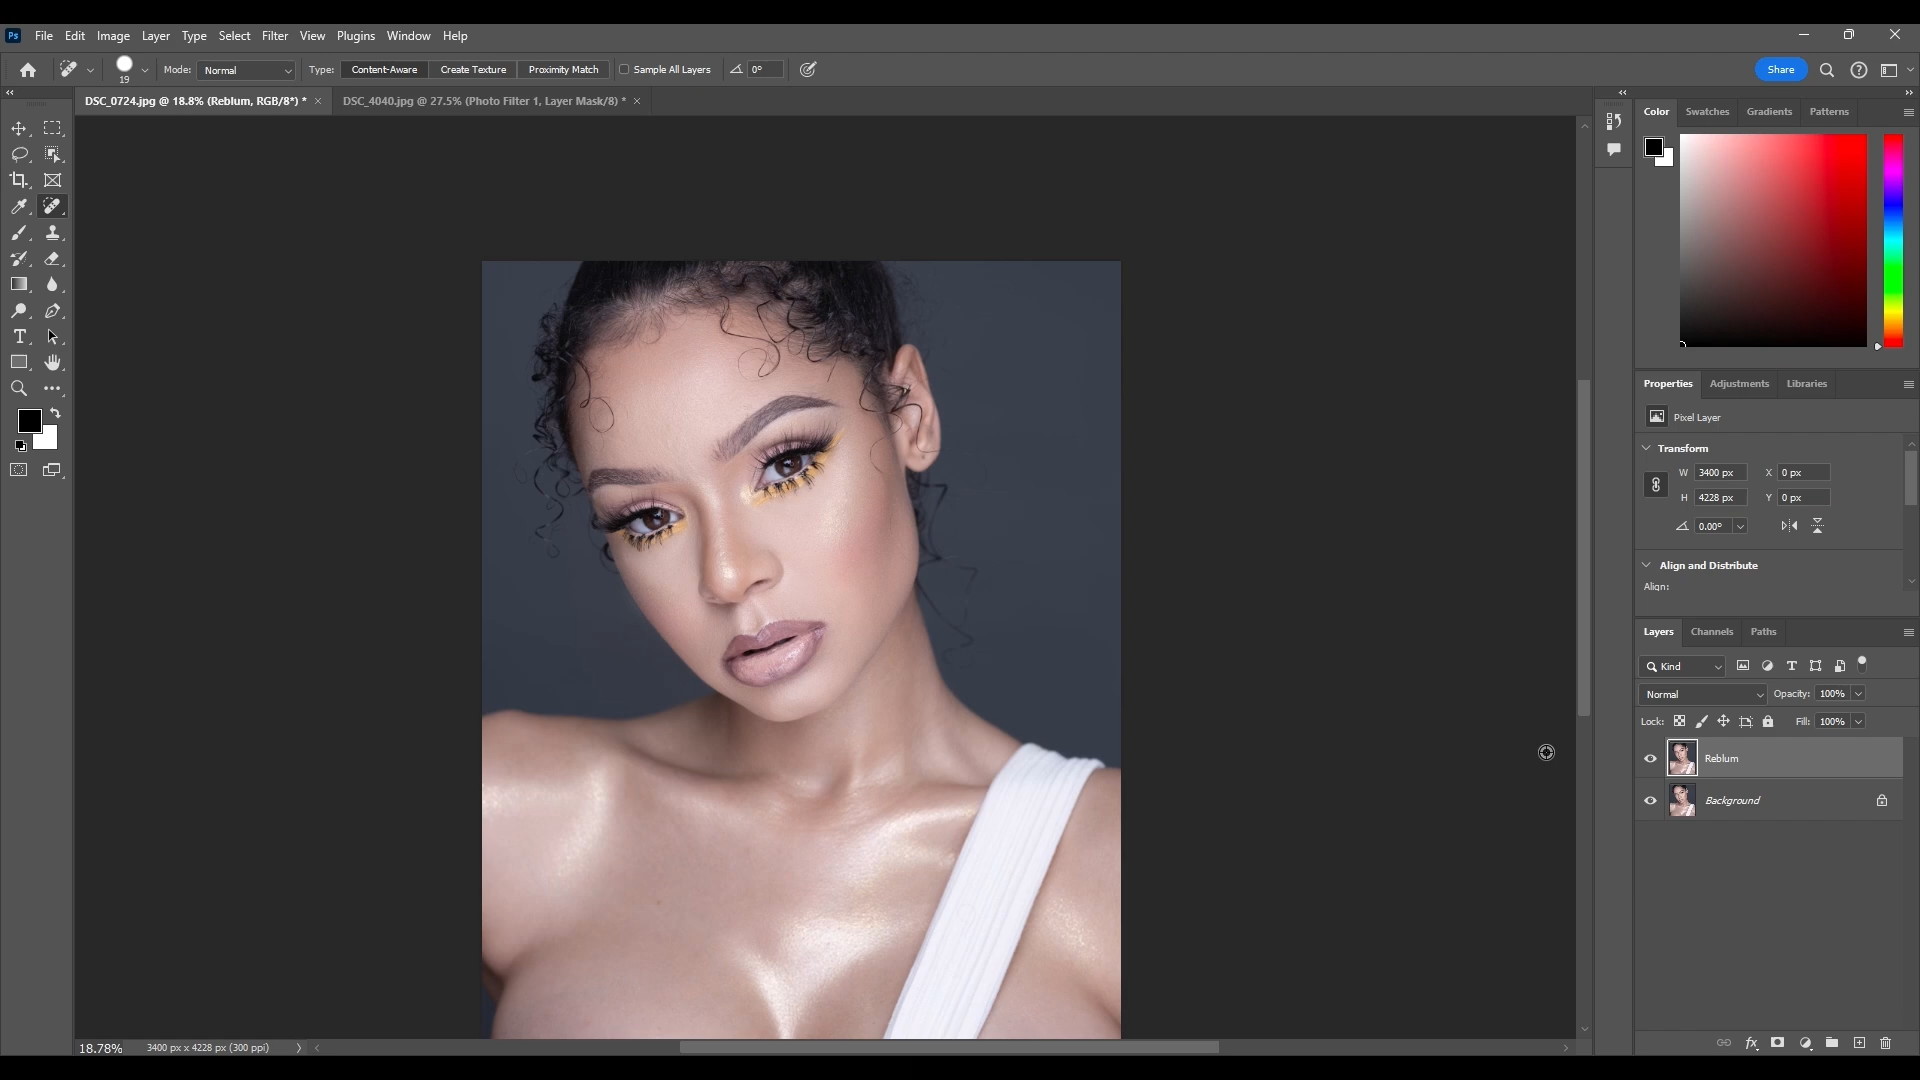 Ps File Edit Image Layer Type Select Filter View Plugins Window Help
19 Mode: Normal Type: Content-Aware Create Texture Proximity Match Sample All Layers 0° Share
DSC_0724.jpg @ 18.8% (Reblum, RGB/8*) * DSC_4040.jpg @ 27.5% (Photo Filter 1, Layer Mask/8) *
Color Swatches Gradients Patterns
Properties Adjustments Libraries
Pixel Layer
Transform
W 3400 px X 0 px
H 4228 px Y 0 px
0.00°
Align and Distribute
Align:
Layers Channels Paths
Kind
Normal Opacity: 100%
Lock: Fill: 100%
Reblum
Background
18.78% 3400 px x 4228 px (300 ppi)